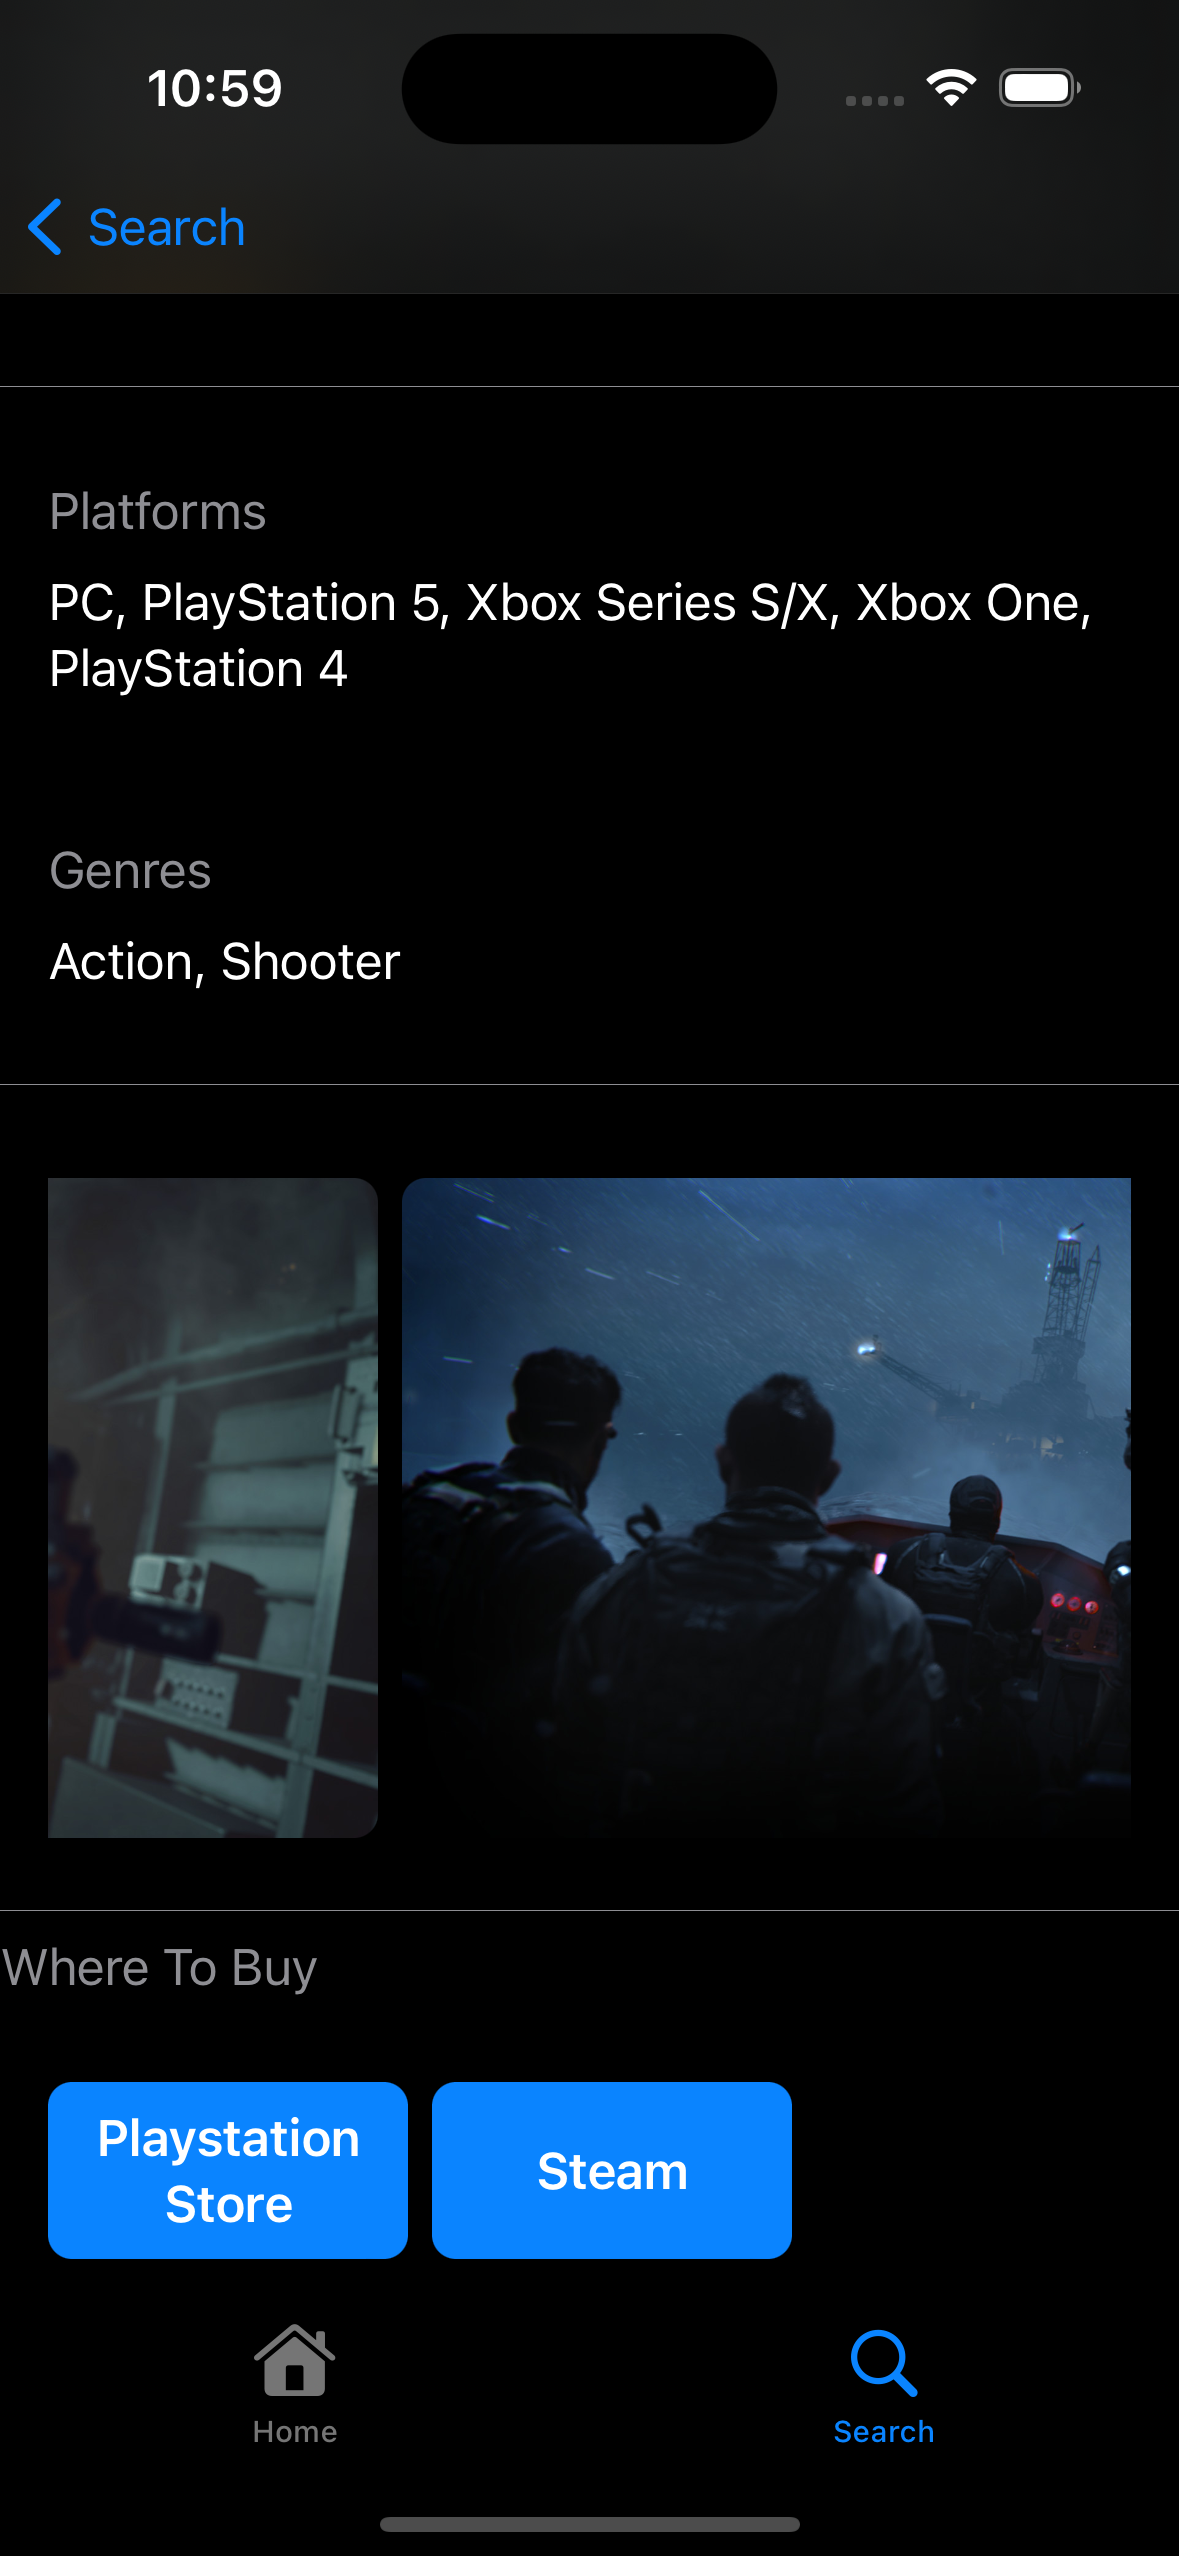 10:59
Search
Platforms
PC, PlayStation 5, Xbox Series S/X, Xbox One,
PlayStation 4
Genres
Action, Shooter
Where To Buy
Playstation
Store
Steam
Home
Search